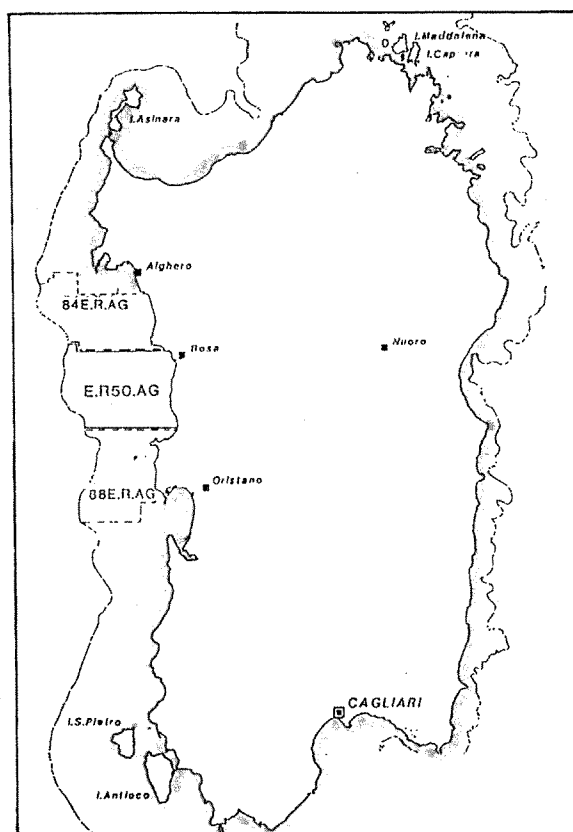 I.Maddalena
I.Caprera
I.Asinara
Alghero
84E.R.AG
Bosa
Nuoro
E.R50.AG
Oristano
88E.R.AG
CAGLIARI
I.S.Pietro
I.Antioco